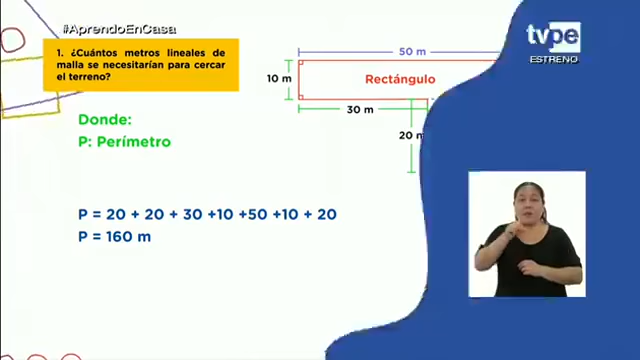 #AprendoEnCasa
1. ¿Cuántos metros lineales de
malla se necesitarían para cercar
el terreno?
50 m
tvpe
ESTRENO
10 m
Rectángulo
30 m
20 m
Donde:
P: Perímetro
P = 20 + 20 + 30 +10 +50 +10 + 20
P = 160 m